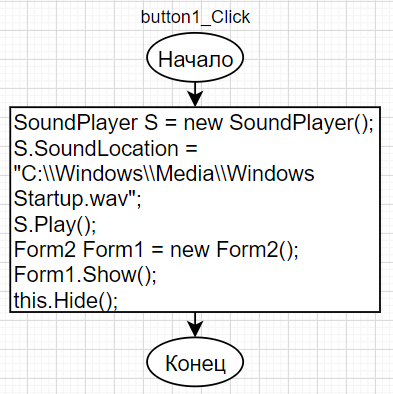 button1_Click
Начало
SoundPlayer S = new SoundPlayer();
S.SoundLocation =
"C:\\Windows\\Media\\Windows
Startup.wav";
S.Play();
Form2 Form1 = new Form2();
Form1.Show();
this.Hide();
Конец